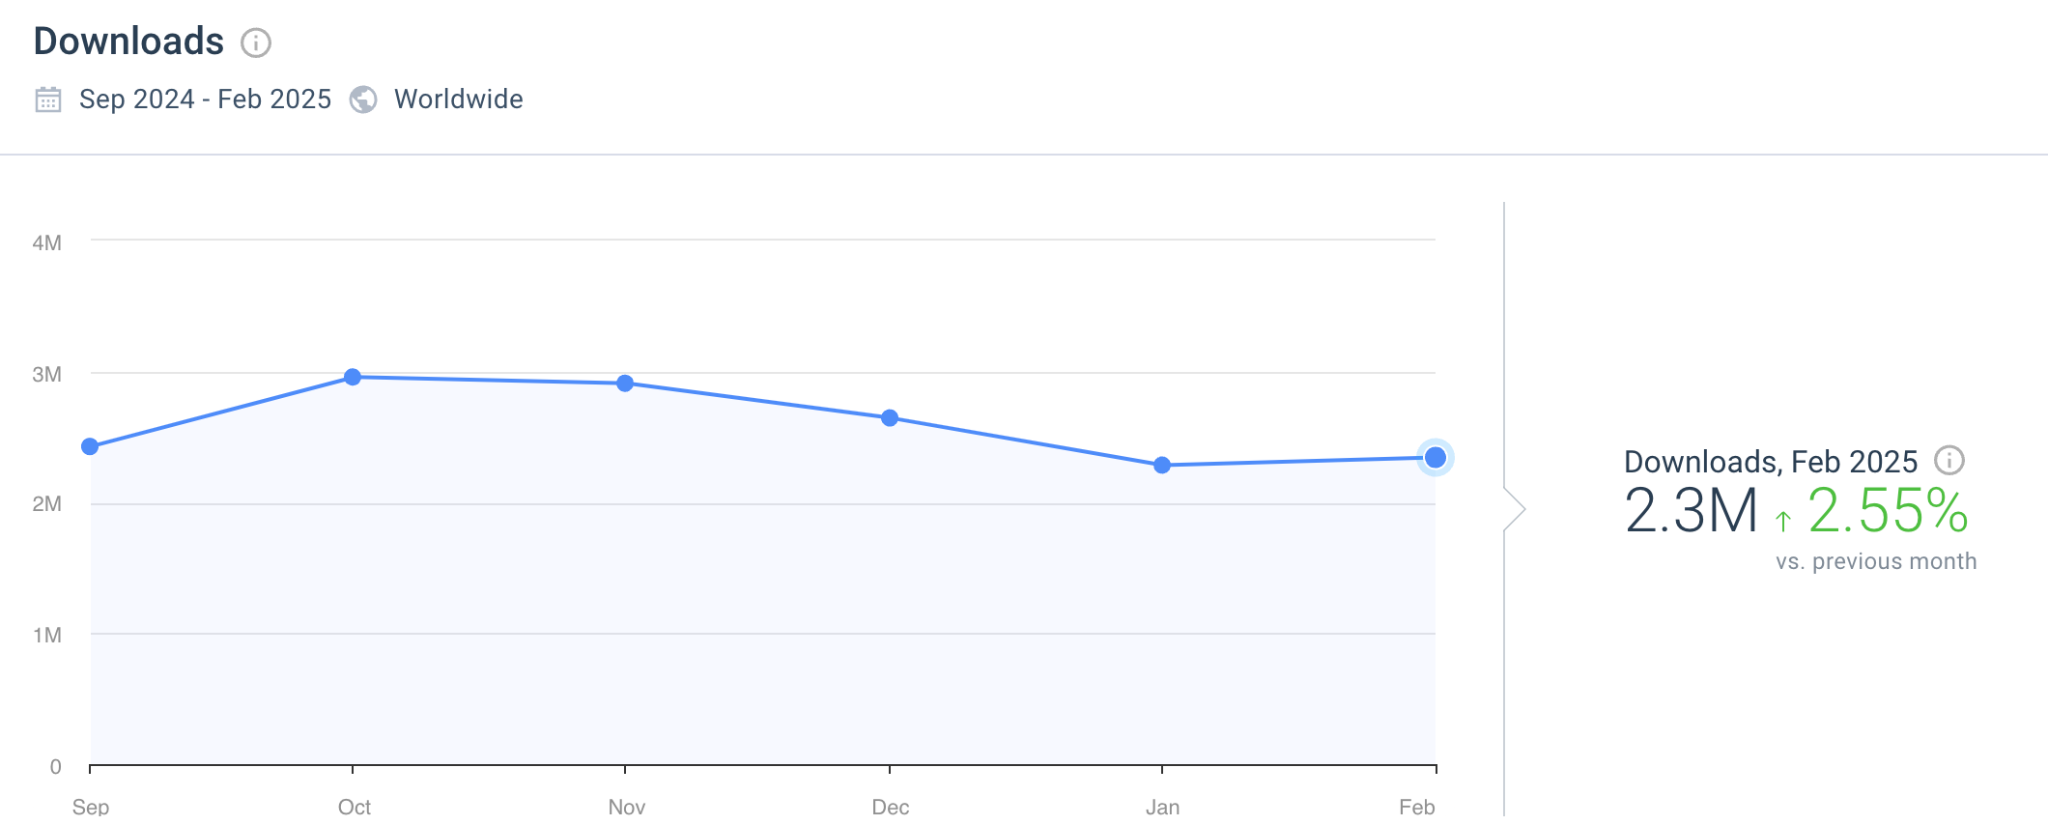 Downloads
Sep 2024 - Feb 2025 Worldwide
4M
3M
2M
1M
0
Sep Oct Nov Dec Jan Feb
Downloads, Feb 2025
2.3M ↑ 2.55%
vs. previous month